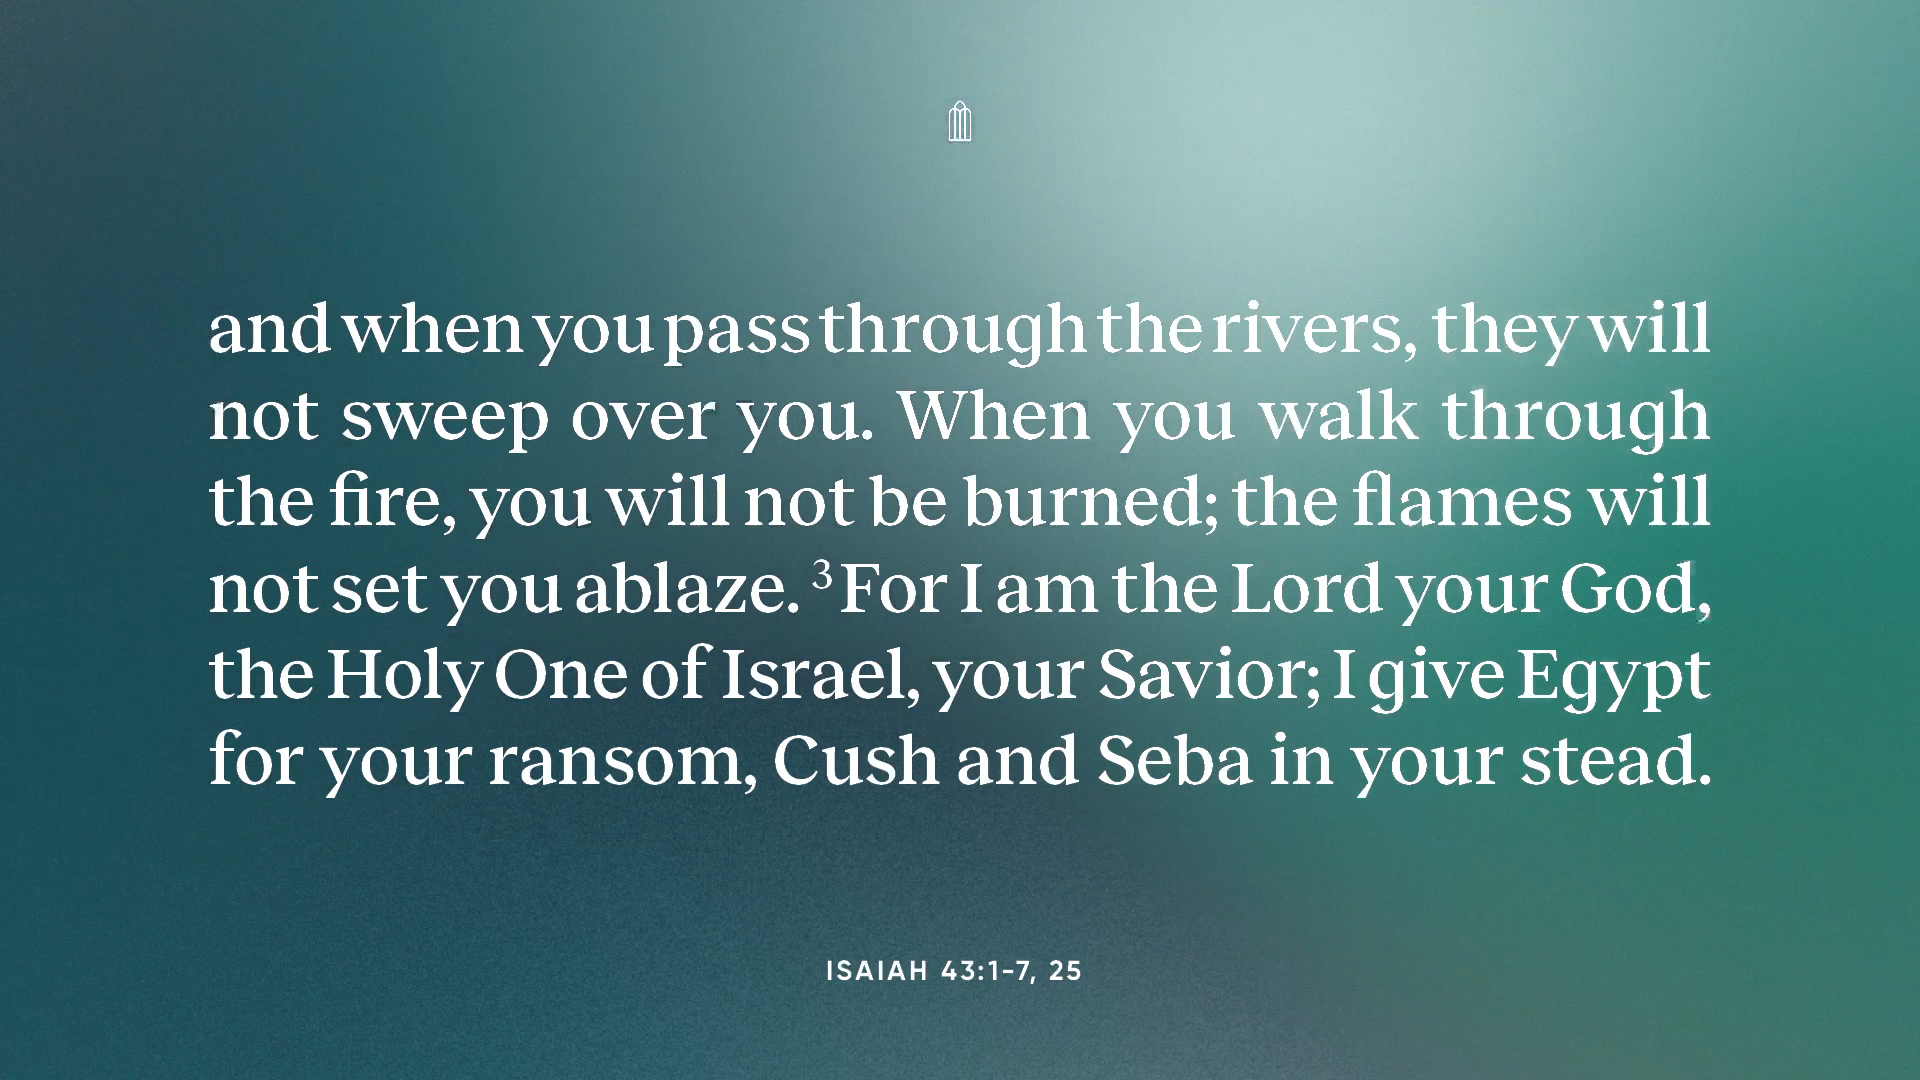 and when you pass through the rivers, they will
not sweep over you. When you walk through
the fire, you will not be burned; the flames will
not set you ablaze. ³For I am the Lord your God,
the Holy One of Israel, your Savior; I give Egypt
for your ransom, Cush and Seba in your stead.
ISAIAH 43:1-7, 25